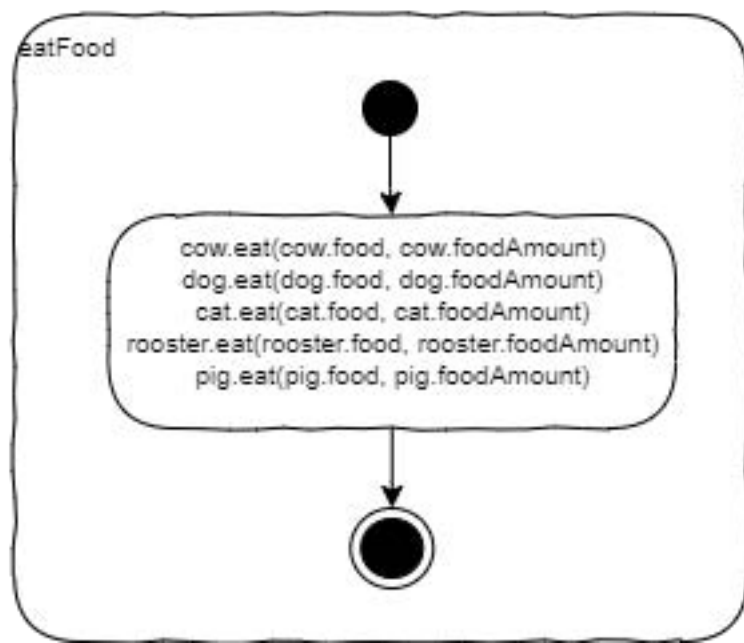 eatFood
cow.eat(cow.food, cow.foodAmount)
dog.eat(dog.food, dog.foodAmount)
cat.eat(cat.food, cat.foodAmount)
rooster.eat(rooster.food, rooster.foodAmount)
pig.eat(pig.food, pig.foodAmount)